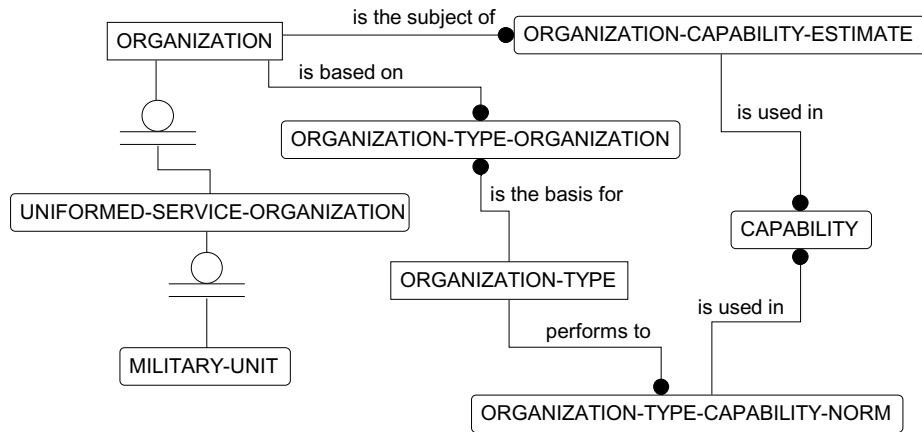 is the subject of
ORGANIZATION
ORGANIZATION-CAPABILITY-ESTIMATE
is based on
is used in
ORGANIZATION-TYPE-ORGANIZATION
is the basis for
UNIFORMED-SERVICE-ORGANIZATION
CAPABILITY
ORGANIZATION-TYPE
is used in
performs to
MILITARY-UNIT
ORGANIZATION-TYPE-CAPABILITY-NORM